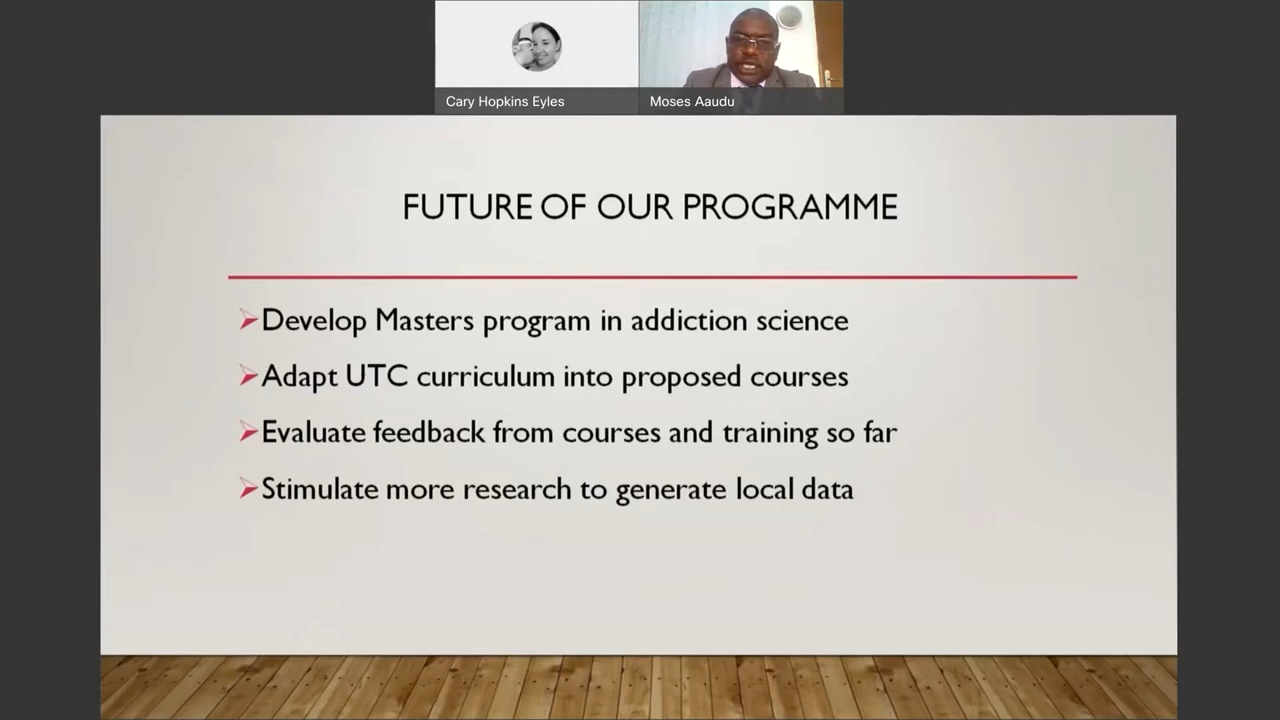 Cary Hopkins Eyles
Moses Aaudu
FUTURE OF OUR PROGRAMME
➢Develop Masters program in addiction science
➢Adapt UTC curriculum into proposed courses
➢Evaluate feedback from courses and training so far
➢Stimulate more research to generate local data